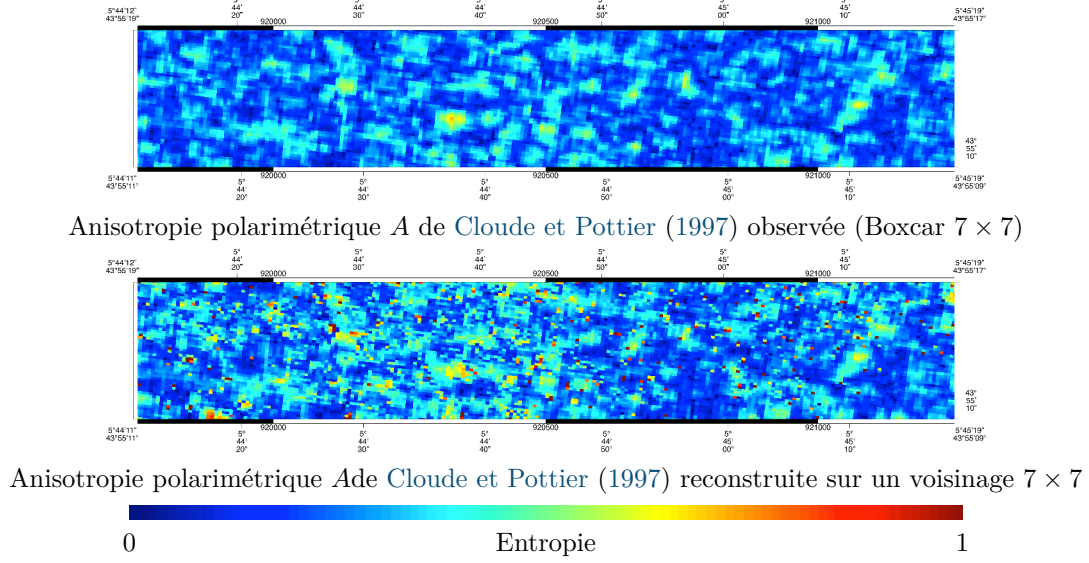 5°44'12" 5° 5° 5° 5° 5° 5° 5°45'19"
43°55'19" 44' 920000 44' 44' 920500 44' 45' 921000 45' 43°55'17"
20" 30" 40" 50" 00" 10"
43°
55'
10"
5°44'11" 920000 920500 921000 5°45'19"
43°55'11" 5° 5° 5° 5° 5° 5° 43°55'09"
44' 44' 44' 44' 45' 45'
20" 30" 40" 50" 00" 10"
Anisotropie polarimétrique A de Cloude et Pottier (1997) observée (Boxcar 7 × 7)
5°44'12" 5° 5° 5° 5° 5° 5° 5°45'19"
43°55'19" 44' 920000 44' 44' 920500 44' 45' 921000 45' 43°55'17"
20" 30" 40" 50" 00" 10"
43°
55'
10"
5°44'11" 920000 920500 921000 5°45'19"
43°55'11" 5° 5° 5° 5° 5° 5° 43°55'09"
44' 44' 44' 44' 45' 45'
20" 30" 40" 50" 00" 10"
Anisotropie polarimétrique Ade Cloude et Pottier (1997) reconstruite sur un voisinage 7 × 7
0 Entropie 1